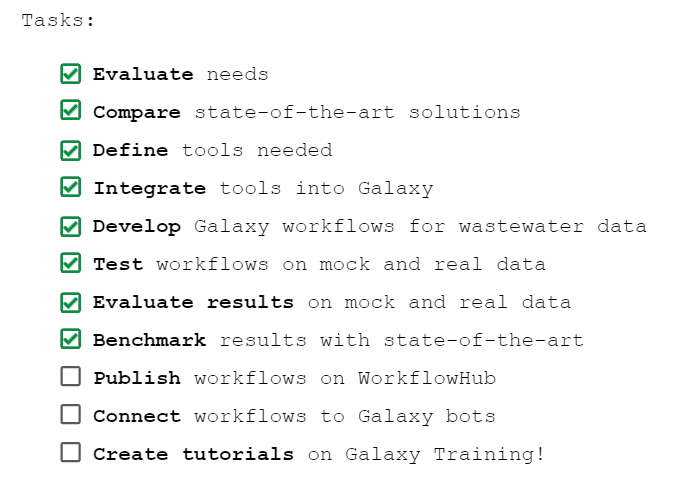 Tasks:
Evaluate needs
Compare state-of-the-art solutions
Define tools needed
Integrate tools into Galaxy
Develop Galaxy workflows for wastewater data
Test workflows on mock and real data
Evaluate results on mock and real data
Benchmark results with state-of-the-art
Publish workflows on WorkflowHub
Connect workflows to Galaxy bots
Create tutorials on Galaxy Training!